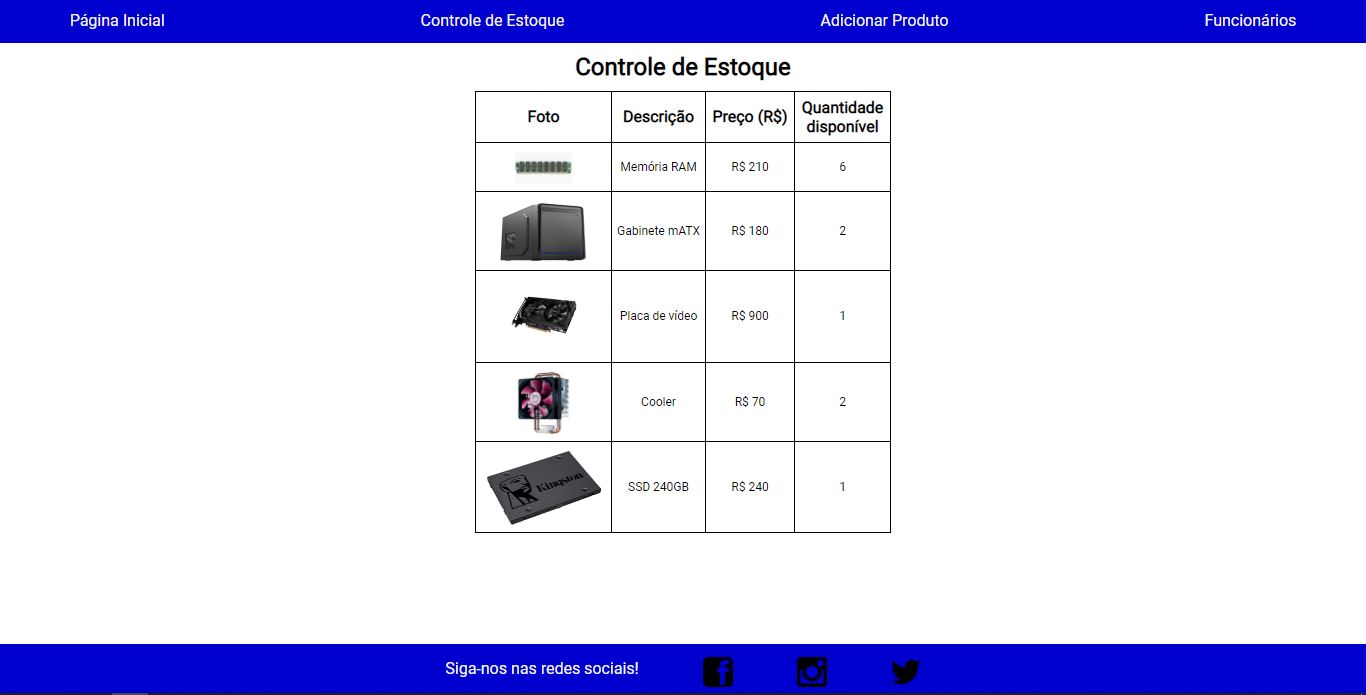 Página Inicial
Controle de Estoque
Adicionar Produto
Funcionários
Controle de Estoque
Foto
Descrição
Preço (R$)
Quantidade
disponível
Memória RAM
R$ 210
6
Gabinete mATX
R$ 180
2
Placa de vídeo
R$ 900
1
Cooler
R$ 70
2
Kingston
SSD 240GB
R$ 240
1
Siga-nos nas redes sociais!